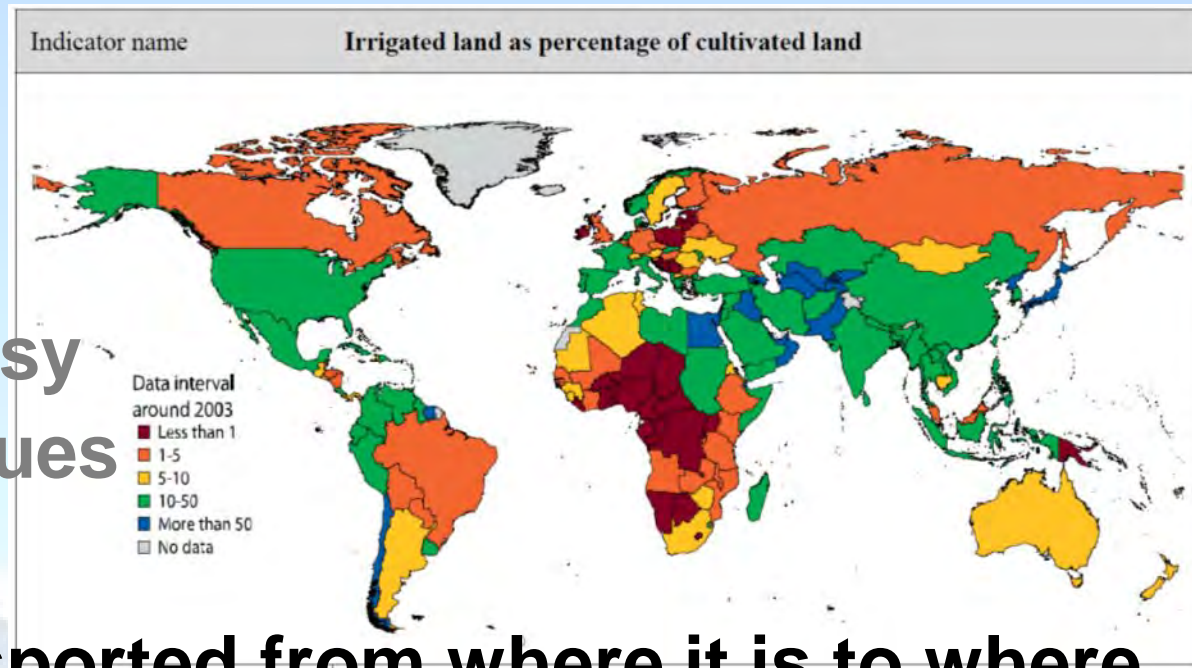 Indicator name Irrigated land as percentage of cultivated land
sy
ues
Data interval
around 2003
Less than 1
1-5
5-10
10-50
More than 50
No data
sported from where it is to where